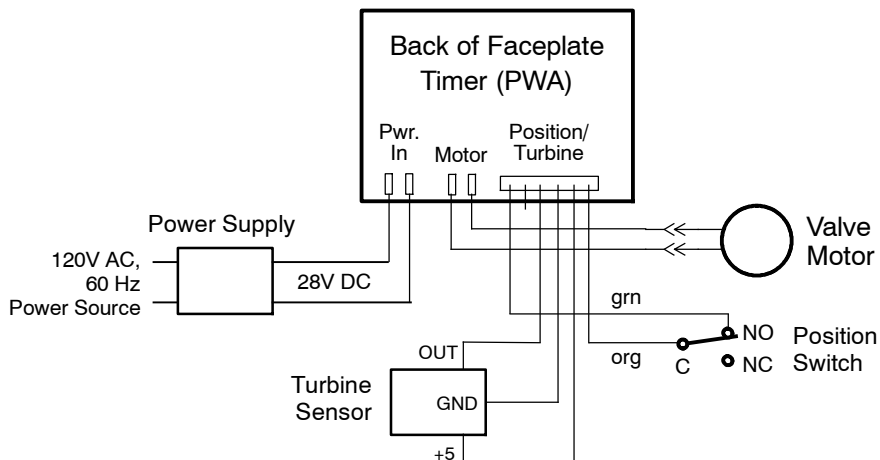 Back of Faceplate
Timer (PWA)
Pwr.
In
Motor
Position/
Turbine
Power Supply
120V AC,
60 Hz
Power Source
28V DC
Valve
Motor
grn
org
C
NO
NC
Position
Switch
OUT
GND
+5
Turbine
Sensor